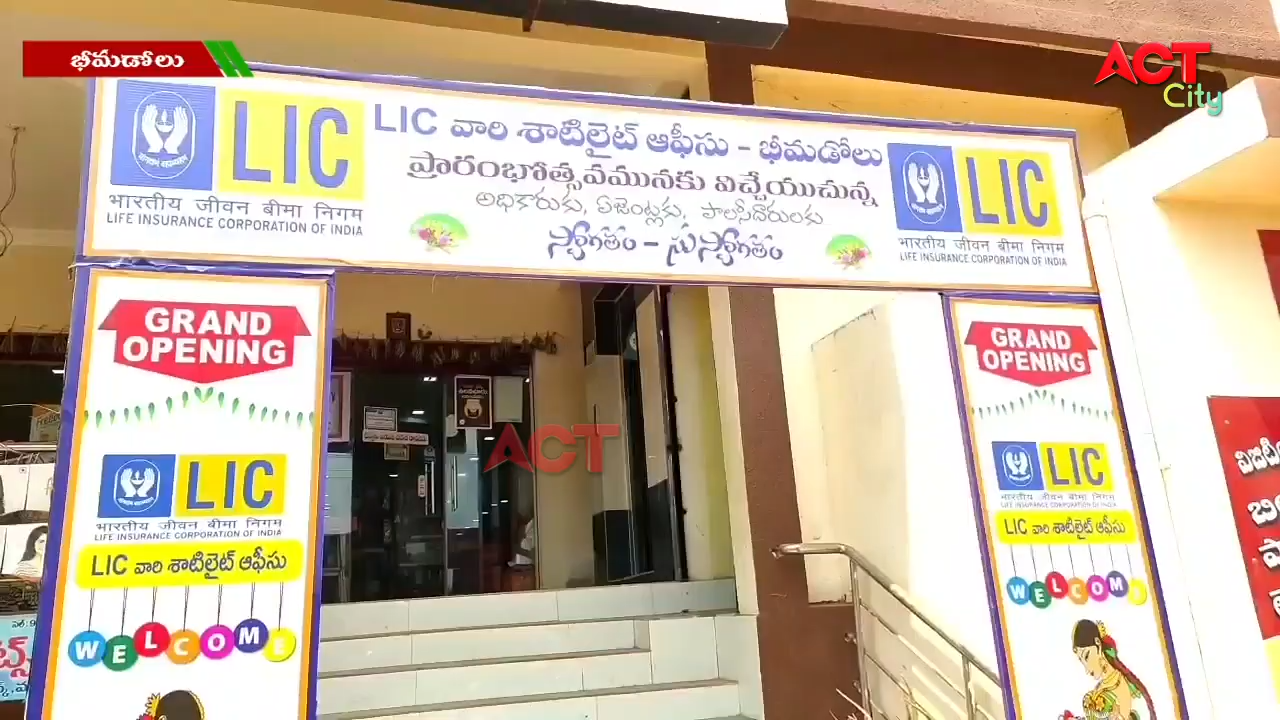 భీమడోలు
ACT
City
LIC
भारतीय जीवन बीमा निगम
LIFE INSURANCE CORPORATION OF INDIA
LIC వారి శాటిలైట్ ఆఫీసు - భీమడోలు
ప్రారంభోత్సవమునకు విచ్చేయుచున్న
అధికారుకు, ఏజెంట్లకు, పాలసీదారులకు
స్వాగతం - సుస్వాగతం
LIC
भारतीय जीवन बीमा निगम
LIFE INSURANCE CORPORATION OF INDIA
GRAND
OPENING
LIC
भारतीय जीवन बीमा निगम
LIFE INSURANCE CORPORATION OF INDIA
LIC వారి శాటిలైట్ ఆఫీసు
WELCOME
ACT
GRAND
OPENING
LIC
भारतीय जीवन बीमा निगम
LIFE INSURANCE CORPORATION OF INDIA
LIC వారి శాటిలైట్ ఆఫీసు
WELCOME